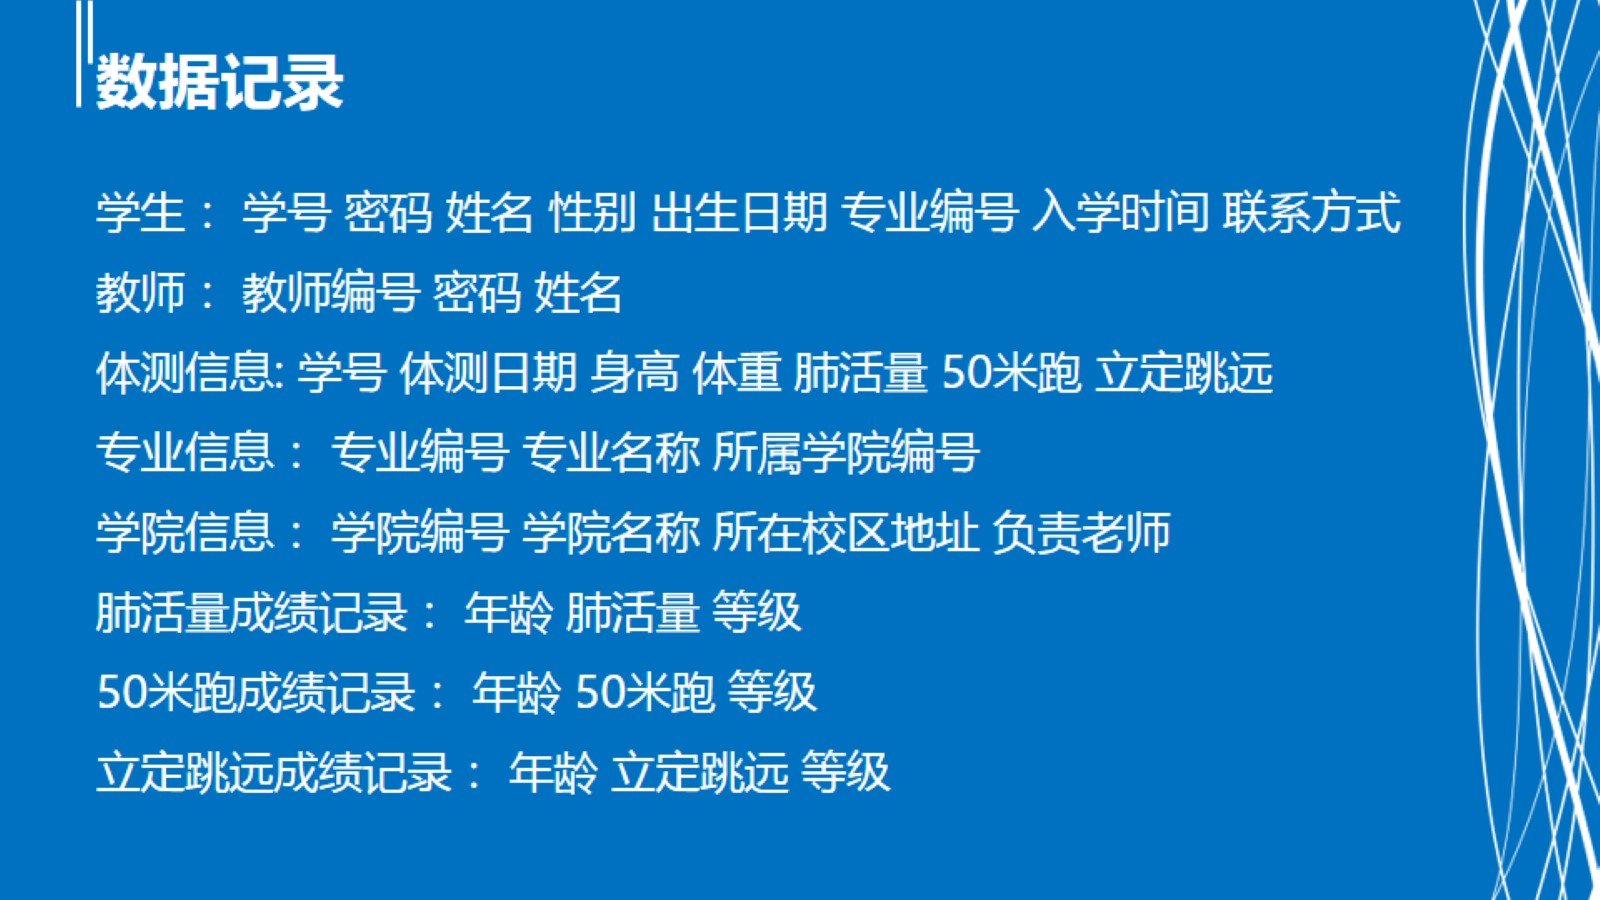 数据记录
学生： 学号 密码 姓名 性别 出生日期 专业编号 入学时间 联系方式
教师： 教师编号 密码 姓名
体测信息: 学号 体测日期 身高 体重 肺活量 50米跑 立定跳远
专业信息： 专业编号 专业名称 所属学院编号
学院信息： 学院编号 学院名称 所在校区地址 负责老师
肺活量成绩记录： 年龄 肺活量 等级
50米跑成绩记录： 年龄 50米跑 等级
立定跳远成绩记录： 年龄 立定跳远 等级